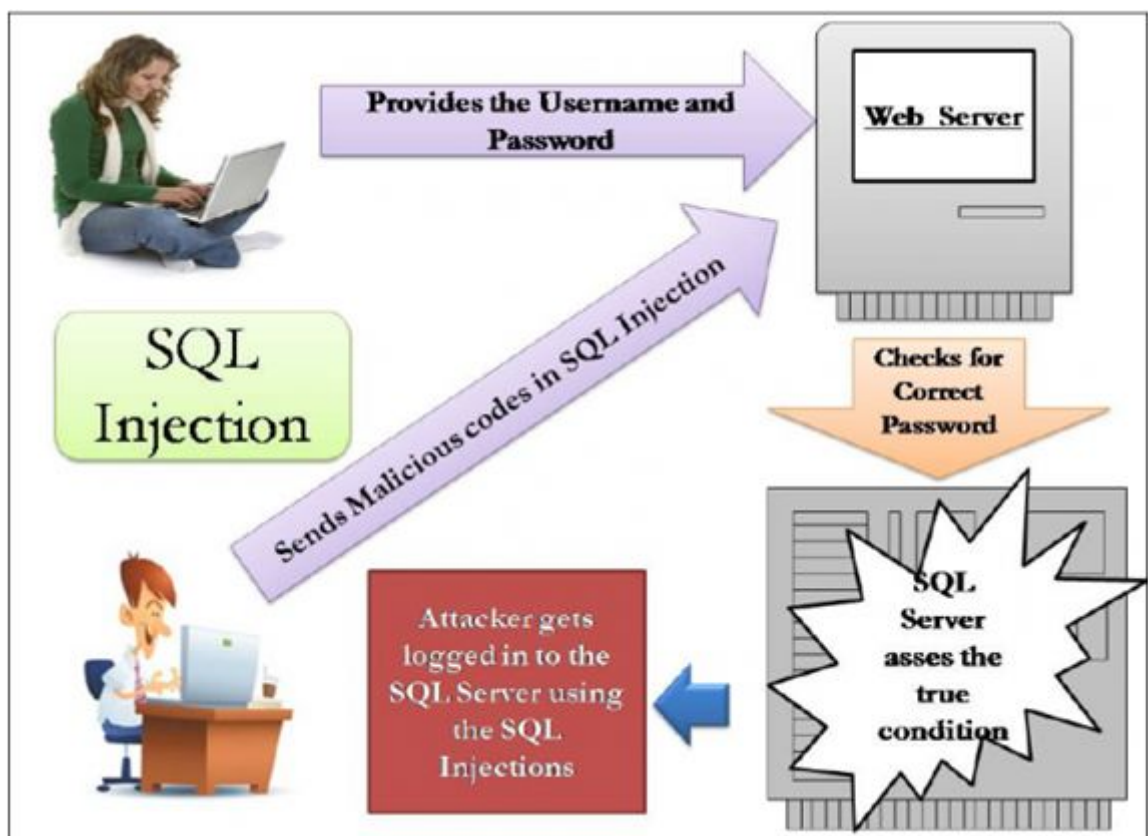 Provides the Username and
Password
Web Server
SQL
Injection
Sends Malicious codes in SQL Injection
Checks for
Correct
Password
Attacker gets
logged in to the
SQL Server using
the SQL
Injections
SQL
Server
asses the
true
condition